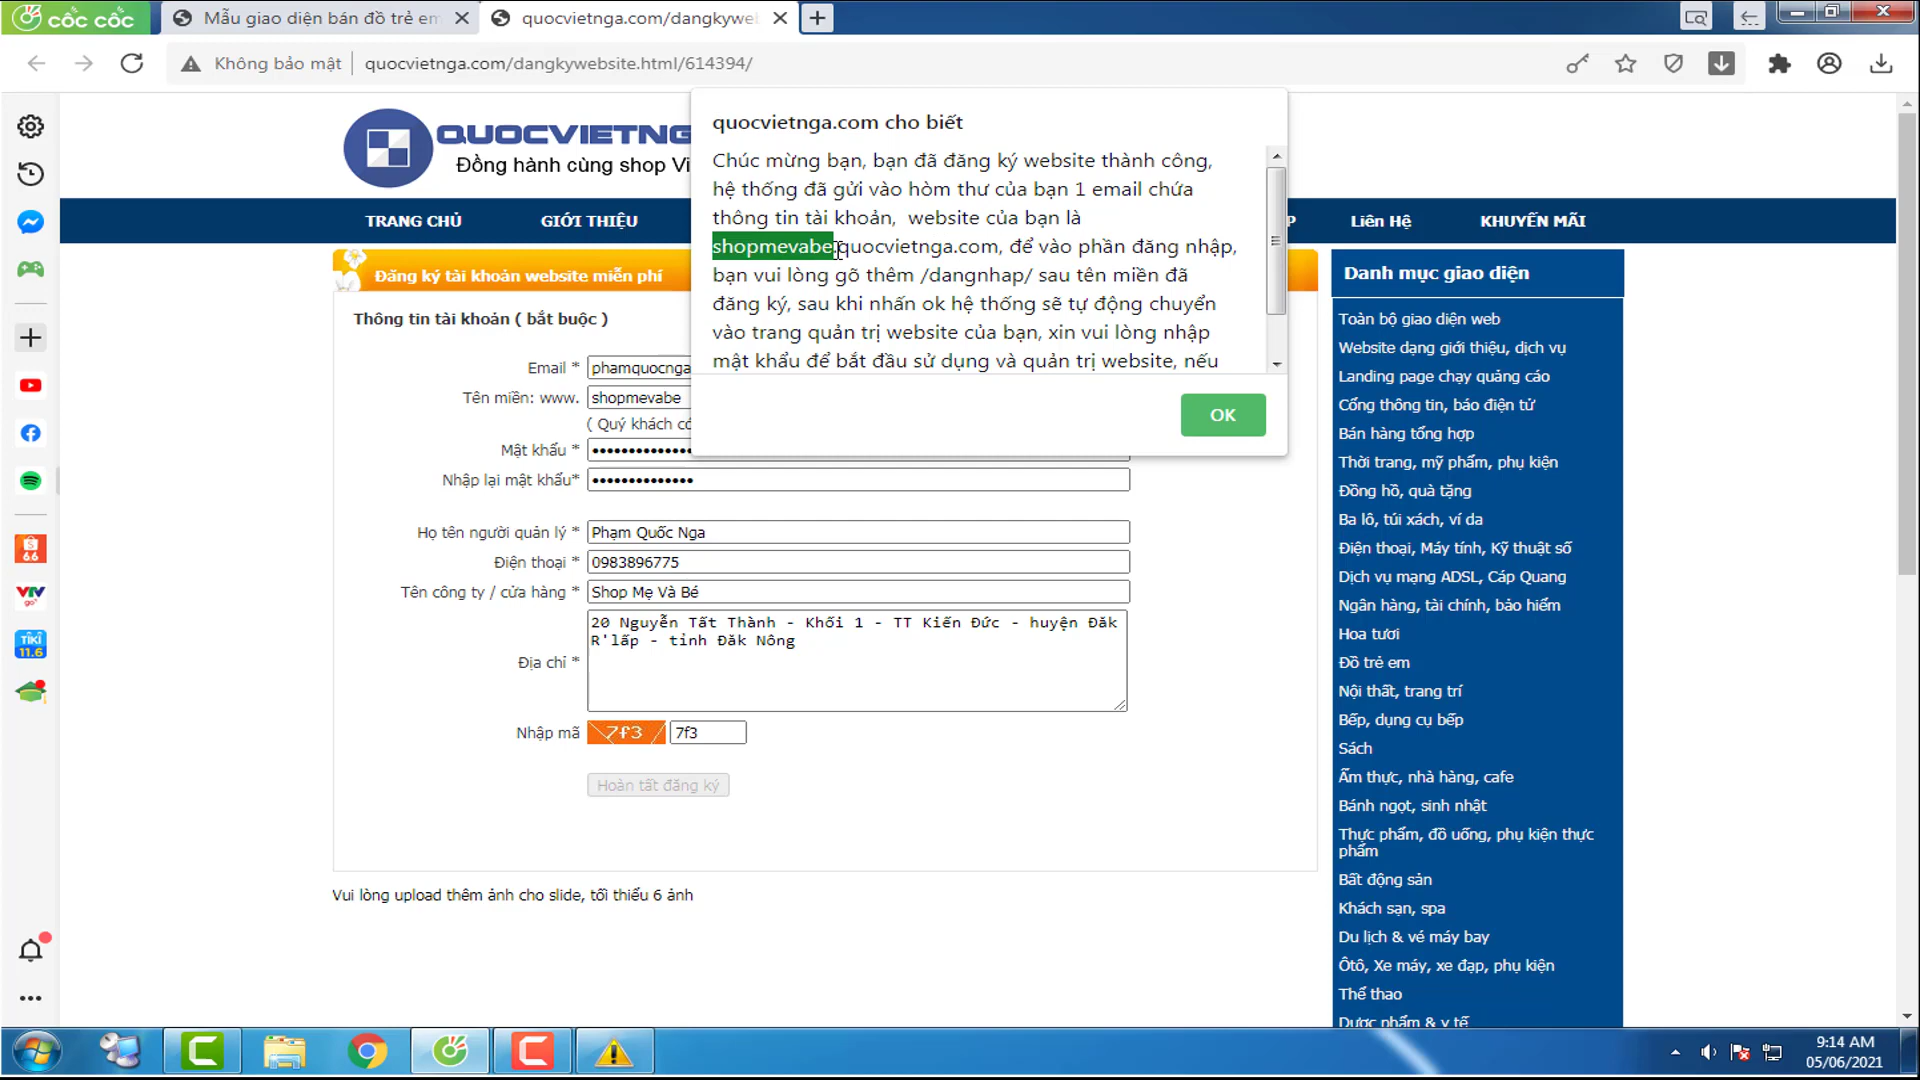 cốc cốc
Mẫu giao diện bán đồ trẻ em
quocvietnga.com/dangkyweb
Không bảo mật
quocvietnga.com/dangkywebsite.html/614394/
QUOCVIETNG
Đồng hành cùng shop Vi
quocvietnga.com cho biết
Chúc mừng bạn, bạn đã đăng ký website thành công,
hệ thống đã gửi vào hòm thư của bạn 1 email chứa
thông tin tài khoản,  website của bạn là
shopmevabe.quocvietnga.com, để vào phần đăng nhập,
bạn vui lòng gõ thêm /dangnhap/ sau tên miền đã
đăng ký, sau khi nhấn ok hệ thống sẽ tự động chuyển
vào trang quản trị website của bạn, xin vui lòng nhập
mật khẩu để bắt đầu sử dụng và quản trị website, nếu
OK
TRANG CHỦ
GIỚI THIỆU
P
Liên Hệ
KHUYẾN MÃI
Đăng ký tài khoản website miễn phí
Thông tin tài khoản ( bắt buộc )
Email * phamquocnga
Tên miền: www. shopmevabe
( Quý khách có
Mật khẩu * ••••••••••••••
Nhập lại mật khẩu* ••••••••••••••
Họ tên người quản lý * Phạm Quốc Nga
Điện thoại * 0983896775
Tên công ty / cửa hàng * Shop Mẹ Và Bé
Địa chỉ *
20 Nguyễn Tất Thành - Khối 1 - TT Kiến Đức - huyện Đăk
R'lấp - tỉnh Đăk Nông
Nhập mã 7f3 7f3
Hoàn tất đăng ký
Vui lòng upload thêm ảnh cho slide, tối thiểu 6 ảnh
Danh mục giao diện
Toàn bộ giao diện web
Website dạng giới thiệu, dịch vụ
Landing page chạy quảng cáo
Cổng thông tin, báo điện tử
Bán hàng tổng hợp
Thời trang, mỹ phẩm, phụ kiện
Đồng hồ, quà tặng
Ba lô, túi xách, ví da
Điện thoại, Máy tính, Kỹ thuật số
Dịch vụ mạng ADSL, Cáp Quang
Ngân hàng, tài chính, bảo hiểm
Hoa tươi
Đồ trẻ em
Nội thất, trang trí
Bếp, dụng cụ bếp
Sách
Ẩm thực, nhà hàng, cafe
Bánh ngọt, sinh nhật
Thực phẩm, đồ uống, phụ kiện thực
phẩm
Bất động sản
Khách sạn, spa
Du lịch & vé máy bay
Ôtô, Xe máy, xe đạp, phụ kiện
Thể thao
Dược phẩm & y tế
6.6
VTV
go
TIKI
11.6
9:14 AM
05/06/2021